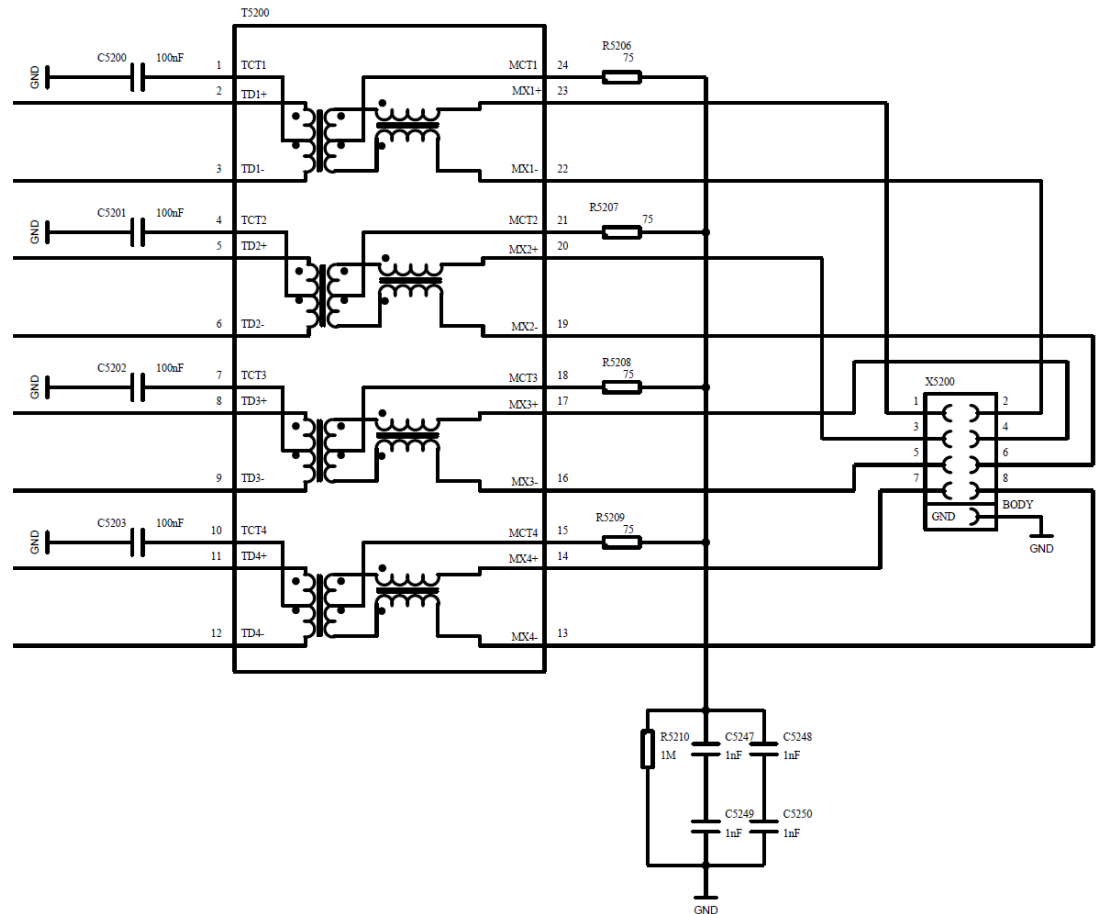 T5200
C5200 100nF 1 TCT1 MCT1 24 R5206 75
GND
2 TD1+ MX1+ 23
3 TD1- MX1- 22
C5201 100nF 4 TCT2 MCT2 21 R5207 75
GND
5 TD2+ MX2+ 20
6 TD2- MX2- 19
C5202 100nF 7 TCT3 MCT3 18 R5208 75
GND
8 TD3+ MX3+ 17
9 TD3- MX3- 16
C5203 100nF 10 TCT4 MCT4 15 R5209 75
GND
11 TD4+ MX4+ 14
12 TD4- MX4- 13
X5200
1 2
3 4
5 6
7 8
GND BODY
GND
R5210 C5247 C5248
1M 1nF 1nF
C5249 C5250
1nF 1nF
GND